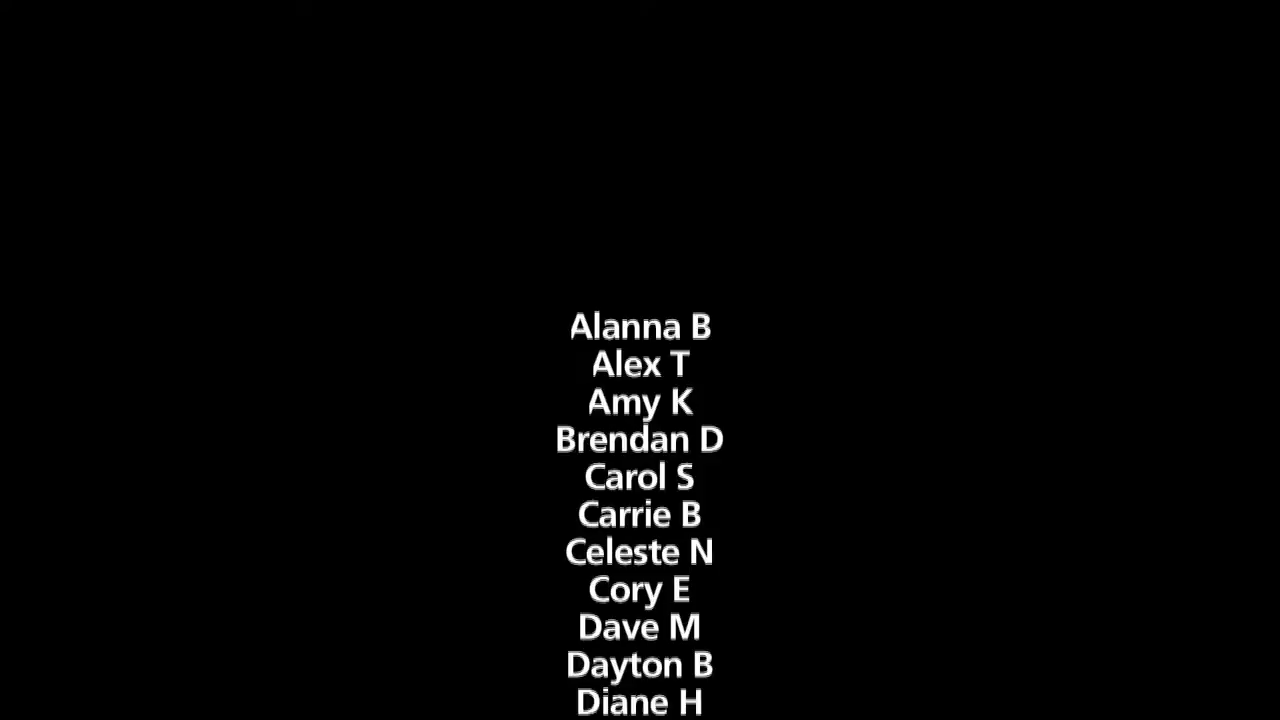 Alanna B
Alex T
Amy K
Brendan D
Carol S
Carrie B
Celeste N
Cory E
Dave M
Dayton B
Diane H